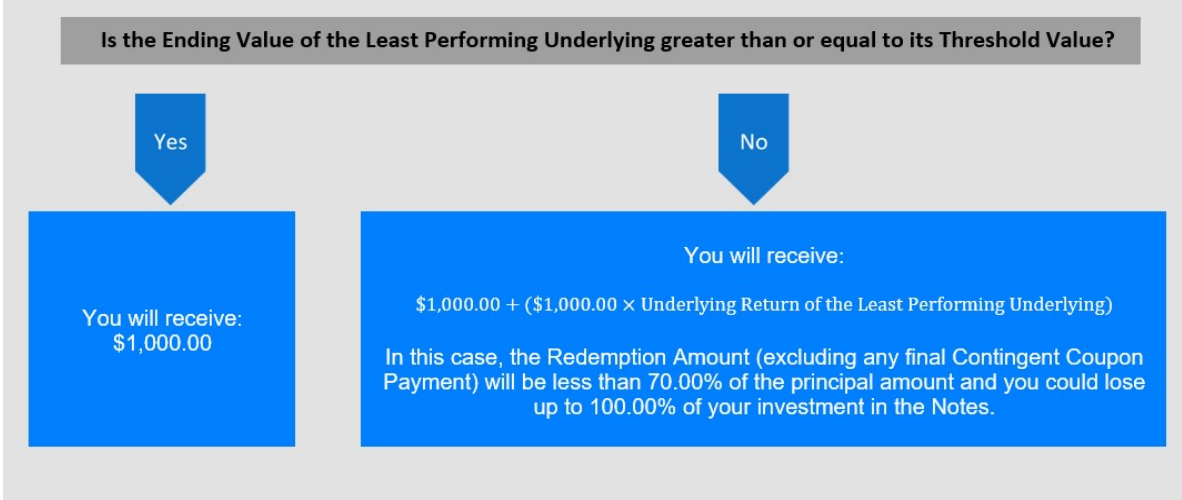 Is the Ending Value of the Least Performing Underlying greater than or equal to its Threshold Value?
Yes
No
You will receive:
$1,000.00
You will receive:
$1,000.00 + ($1,000.00 × Underlying Return of the Least Performing Underlying)
In this case, the Redemption Amount (excluding any final Contingent Coupon
Payment) will be less than 70.00% of the principal amount and you could lose
up to 100.00% of your investment in the Notes.